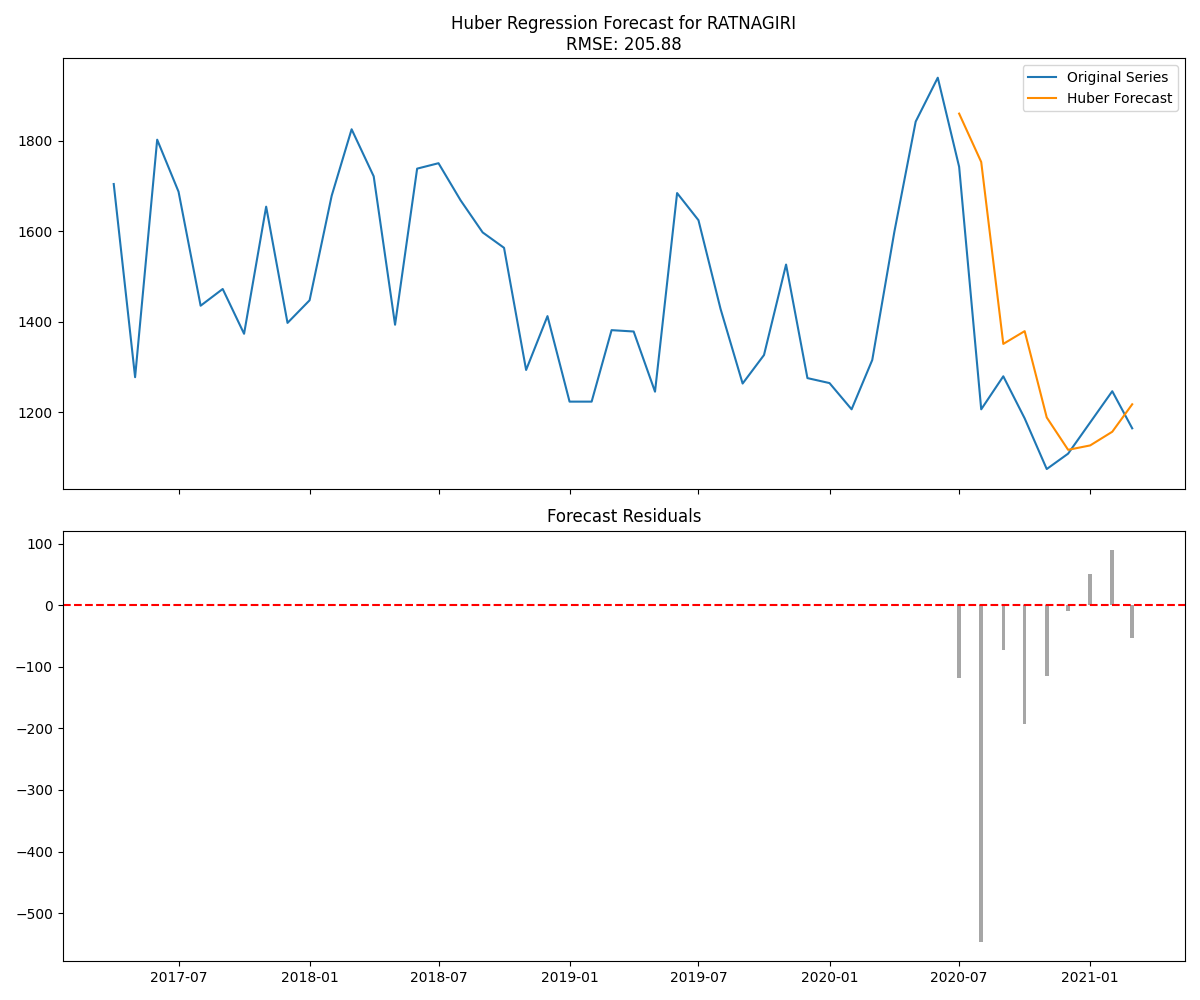 Huber Regression Forecast for RATNAGIRI
RMSE: 205.88
Original Series
Huber Forecast
1800
1600
1400
1200
Forecast Residuals
100
0
−100
−200
−300
−400
−500
2017-07 2018-01 2018-07 2019-01 2019-07 2020-01 2020-07 2021-01